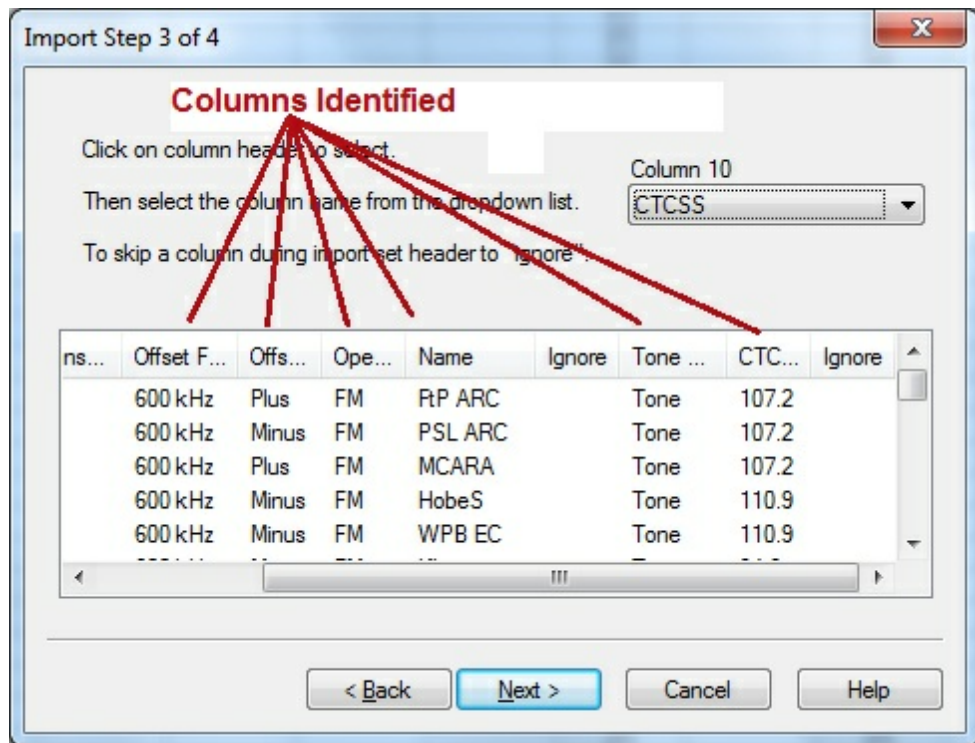 Import Step 3 of 4
Columns Identified
Click on column header to select.
Column 10
Then select the column name from the dropdown list.
CTCSS
To skip a column during import set header to "Ignore".
ns... Offset F... Offs... Ope... Name Ignore Tone ... CTC... Ignore
600 kHz Plus FM FtP ARC Tone 107.2
600 kHz Minus FM PSL ARC Tone 107.2
600 kHz Plus FM MCARA Tone 107.2
600 kHz Minus FM HobeS Tone 110.9
600 kHz Minus FM WPB EC Tone 110.9
< Back Next > Cancel Help